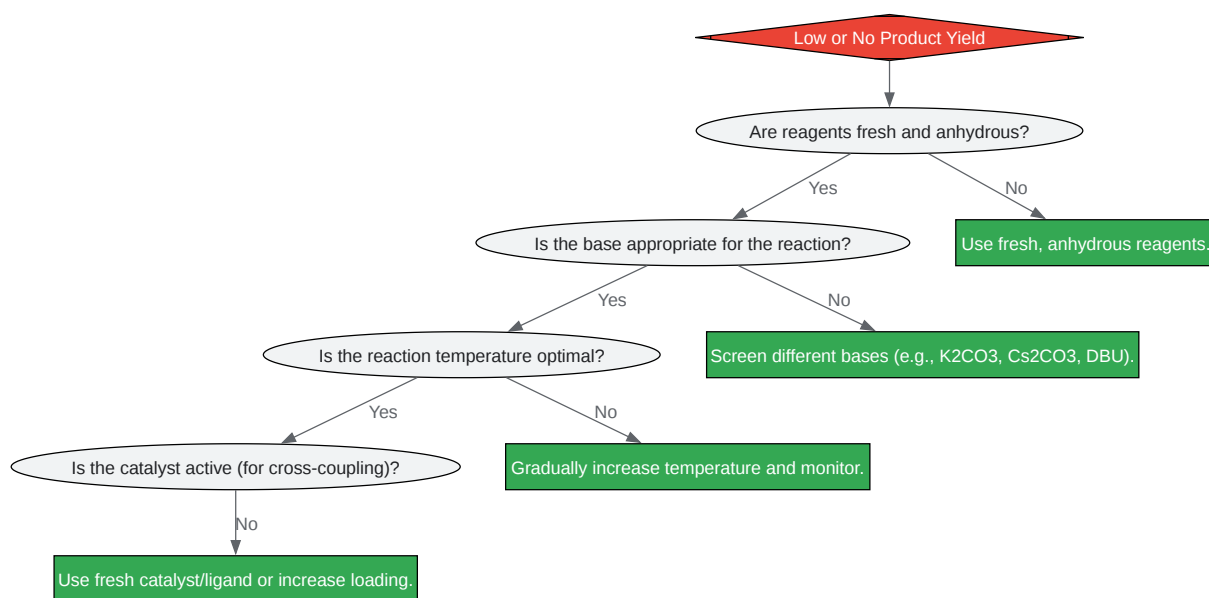 Low or No Product Yield
Are reagents fresh and anhydrous?
Yes
No
Is the base appropriate for the reaction?
Use fresh, anhydrous reagents.
Yes
No
Is the reaction temperature optimal?
Screen different bases (e.g., K2CO3, Cs2CO3, DBU).
Yes
No
Is the catalyst active (for cross-coupling)?
Gradually increase temperature and monitor.
No
Use fresh catalyst/ligand or increase loading.